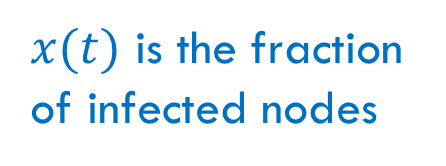 𝑥(𝑡) is the fraction
of infected nodes